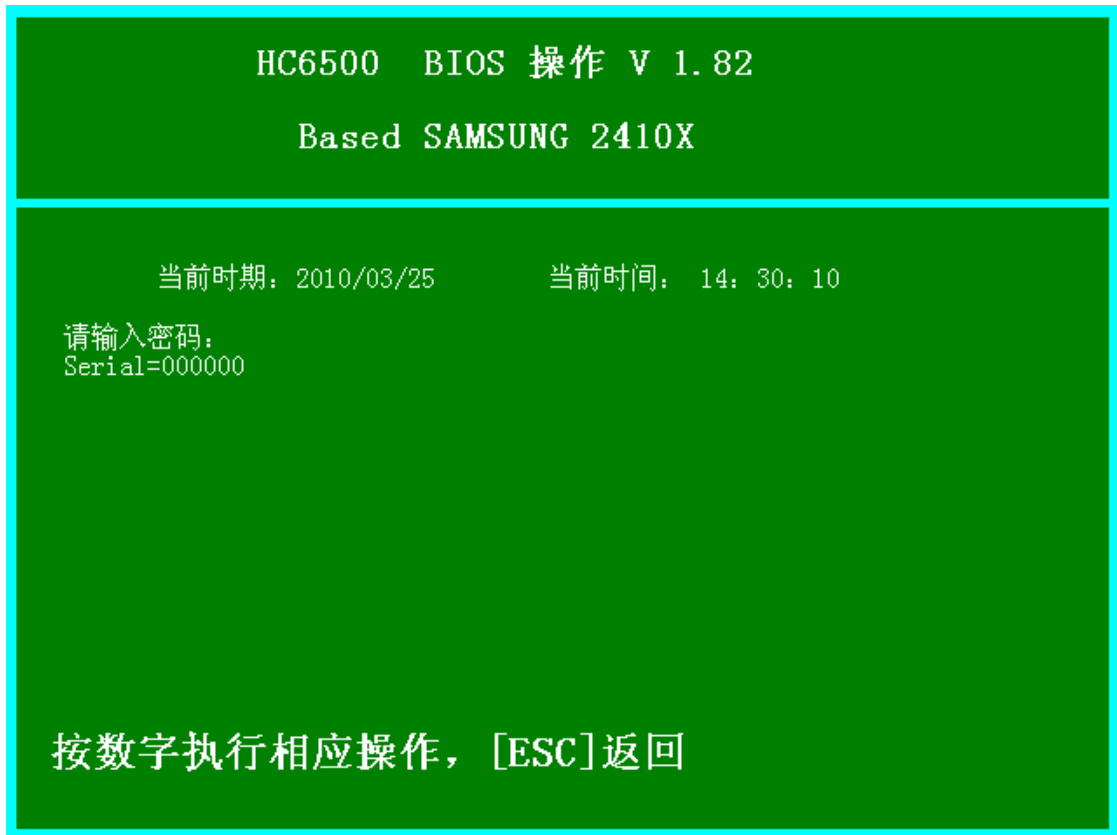 HC6500 BIOS 操作 V 1.82
Based SAMSUNG 2410X
当前时期：2010/03/25 当前时间： 14：30：10
请输入密码：
Serial=000000
按数字执行相应操作，[ESC]返回